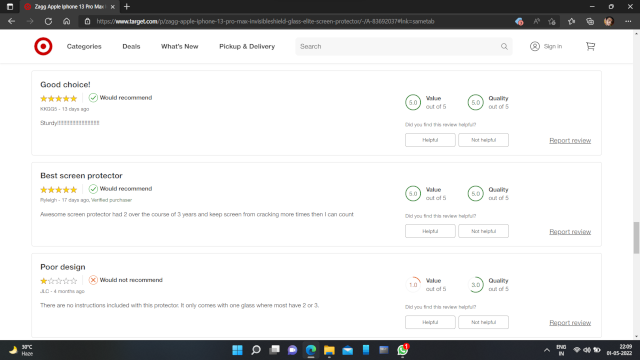 Zagg Apple Iphone 13 Pro Max I
https://www.target.com/p/zagg-apple-iphone-13-pro-max-invisibleshield-glass-elite-screen-protector/-/A-83692037#lnk=sametab
Categories
Deals
What's New
Pickup & Delivery
Search
Sign in
Good choice!
Would recommend
KKGG5 - 13 days ago
5.0
Value
out of 5
5.0
Quality
out of 5
Did you find this review helpful?
Helpful
Not helpful
Report review
Best screen protector
Would recommend
Ryleigh - 17 days ago, Verified purchaser
Awesome screen protector had 2 over the course of 3 years and keep screen from cracking more times then I can count
5.0
Value
out of 5
5.0
Quality
out of 5
Did you find this review helpful?
Helpful
Not helpful
Report review
Poor design
Would not recommend
JLC - 4 months ago
There are no instructions included with this protector. It only comes with one glass where most have 2 or 3.
1.0
Value
out of 5
3.0
Quality
out of 5
Did you find this review helpful?
Helpful
Not helpful
Report review
30°C
Haze
ENG
IN
22:09
01-05-2022